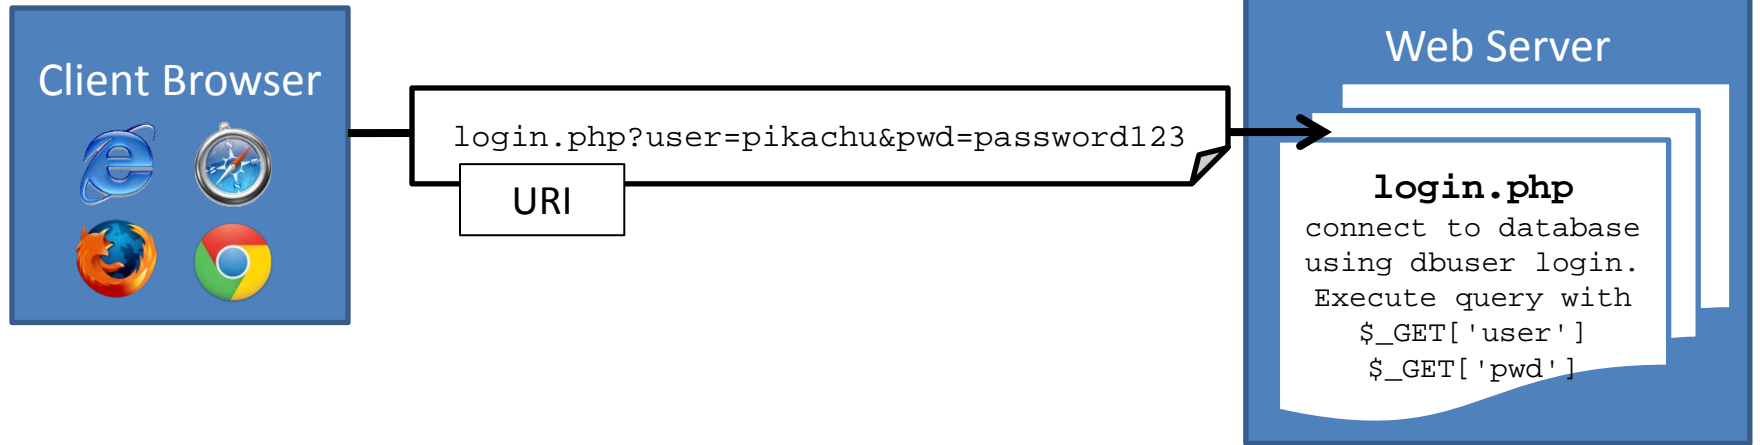 Client Browser
login.php?user=pikachu&pwd=password123
URI
Web Server
login.php
connect to database
using dbuser login.
Execute query with
$_GET['user']
$_GET['pwd']